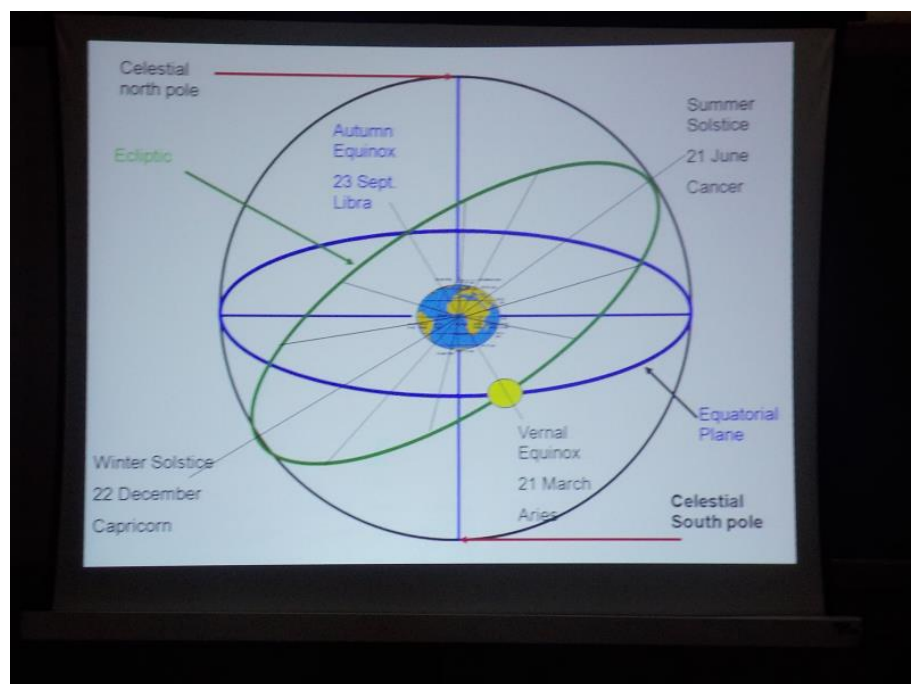 Celestial
north pole
Ecliptic
Autumn
Equinox
23 Sept.
Libra
Summer
Solstice
21 June
Cancer
Winter Solstice
22 December
Capricorn
Vernal
Equinox
21 March
Aries
Equatorial
Plane
Celestial
South pole